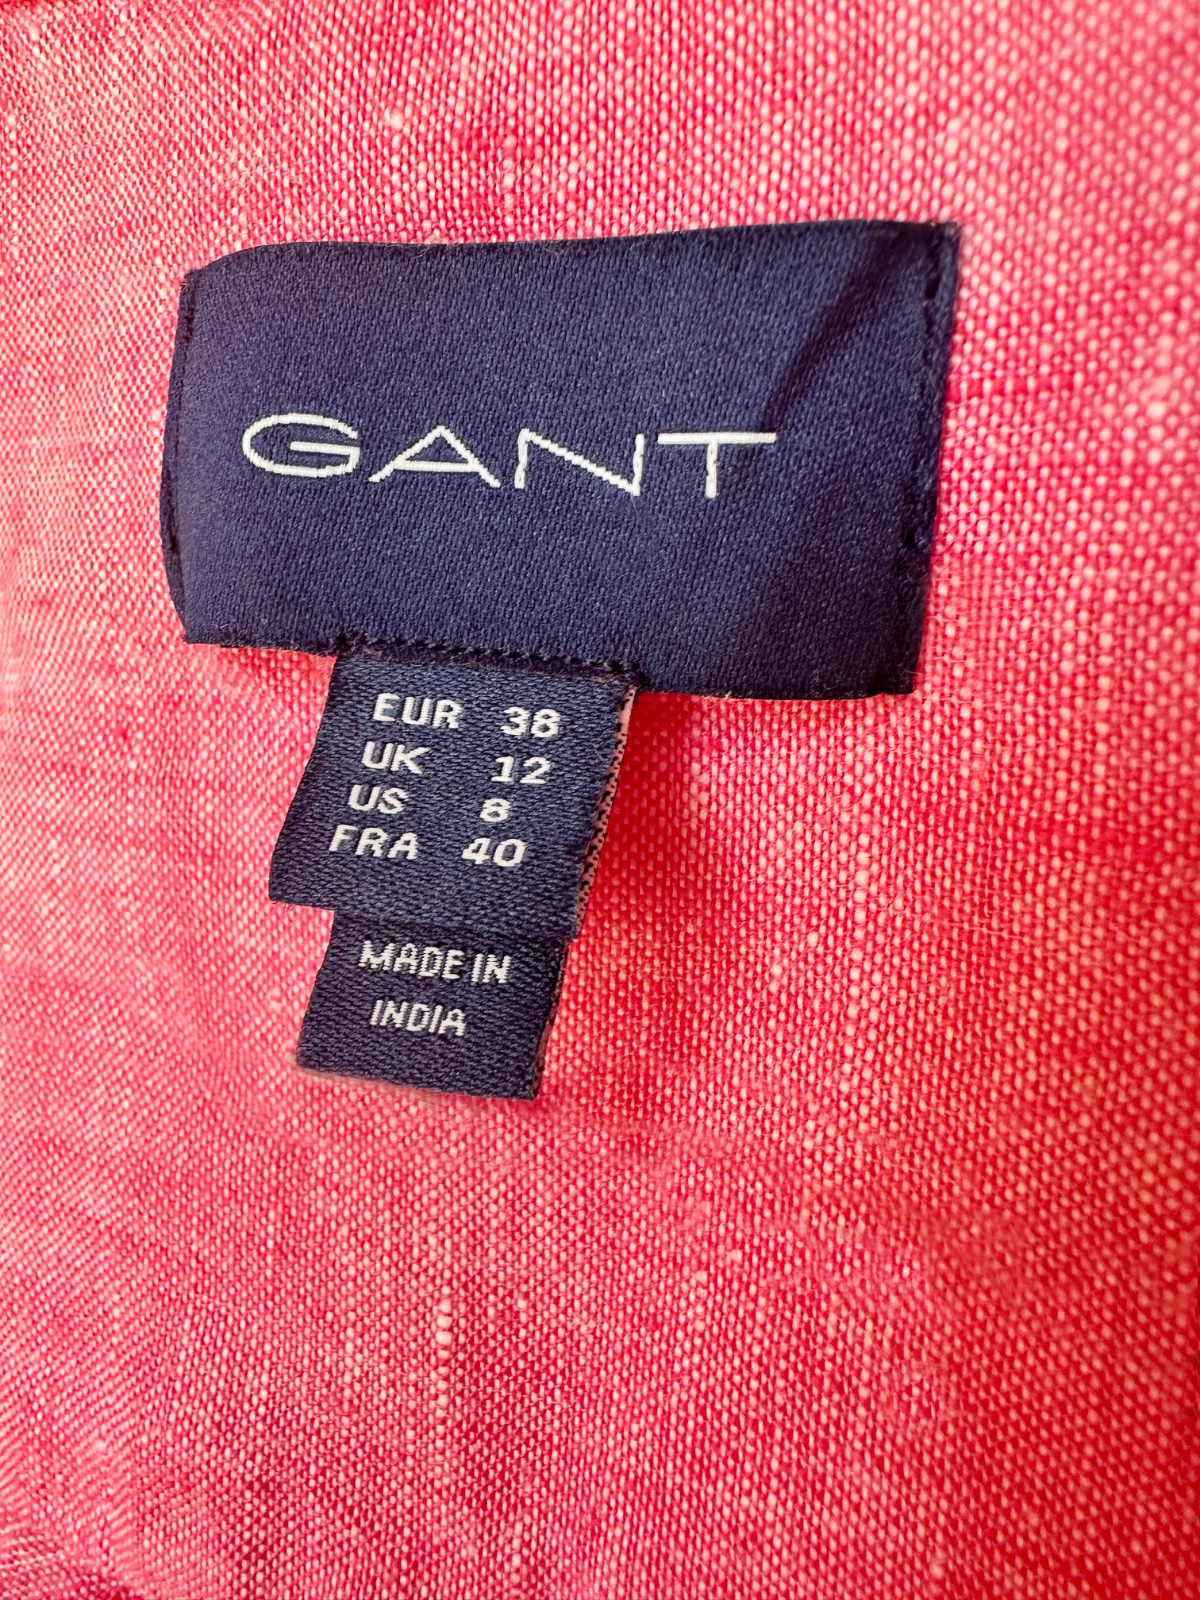 GANT
EUR 38
UK 12
US 8
FRA 40
MADE IN
INDIA